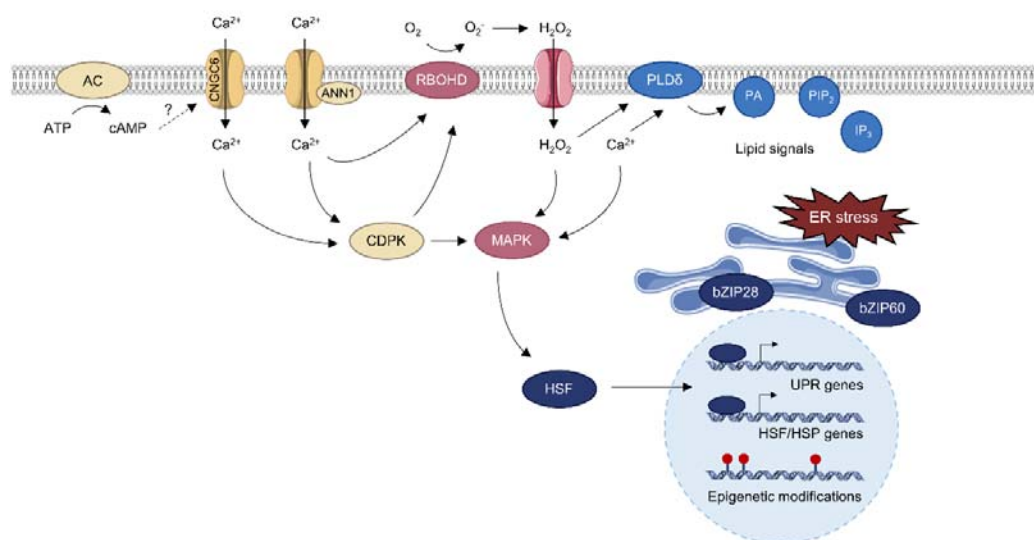 Ca²⁺
Ca²⁺
O₂
O₂⁻
H₂O₂
AC
CNGC6
ANN1
RBOHD
PLDδ
PA
PIP₂
IP₃
ATP
cAMP
?
Ca²⁺
Ca²⁺
H₂O₂
Ca²⁺
Lipid signals
CDPK
MAPK
ER stress
bZIP28
bZIP60
HSF
UPR genes
HSF/HSP genes
Epigenetic modifications